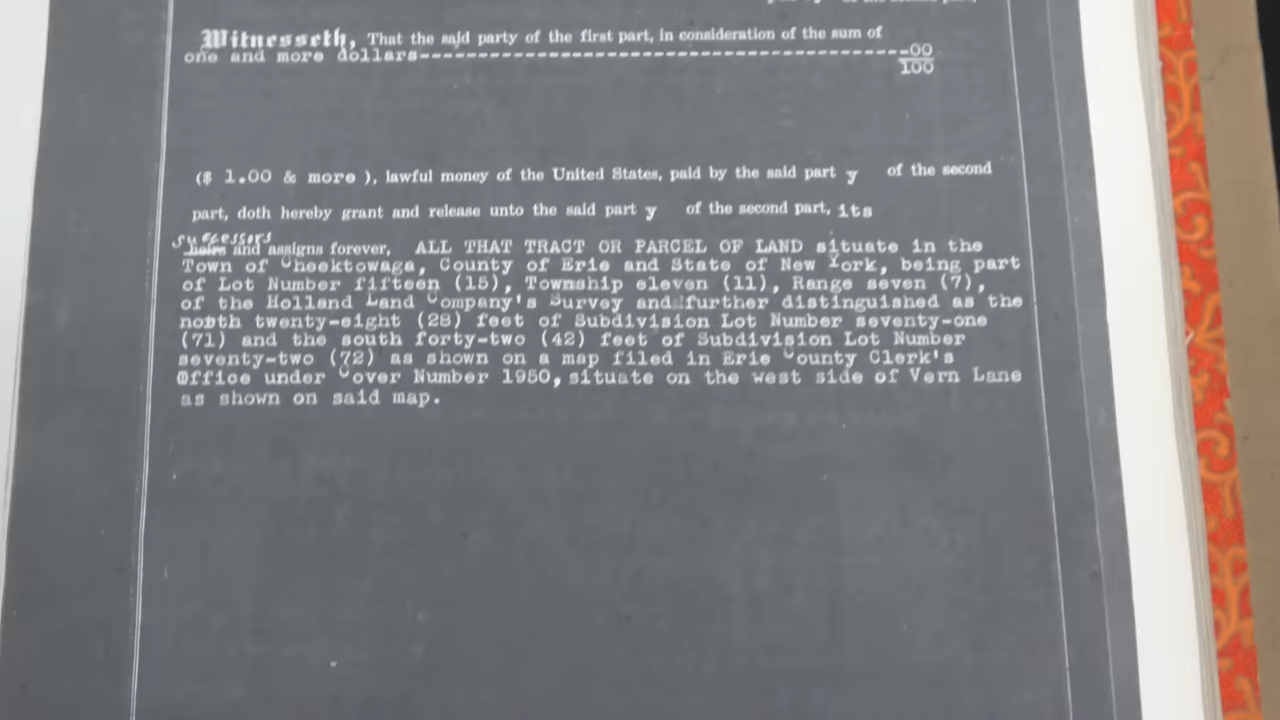 Witnesseth, That the said party of the first part, in consideration of the sum of
one and more dollars----------------------------------------------------00
100
($ 1.00 & more ), lawful money of the United States, paid by the said part y of the second
part, doth hereby grant and release unto the said part y of the second part, its
successors
heirs and assigns forever, ALL THAT TRACT OR PARCEL OF LAND situate in the
Town of Cheektowaga, County of Erie and State of New York, being part
of Lot Number fifteen (15), Township eleven (11), Range seven (7),
of the Holland Land Company's Survey and further distinguished as the
north twenty-eight (28) feet of Subdivision Lot Number seventy-one
(71) and the south forty-two (42) feet of Subdivision Lot Number
seventy-two (72) as shown on a map filed in Erie County Clerk's
Office under Cover Number 1950, situate on the west side of Vern Lane
as shown on said map.